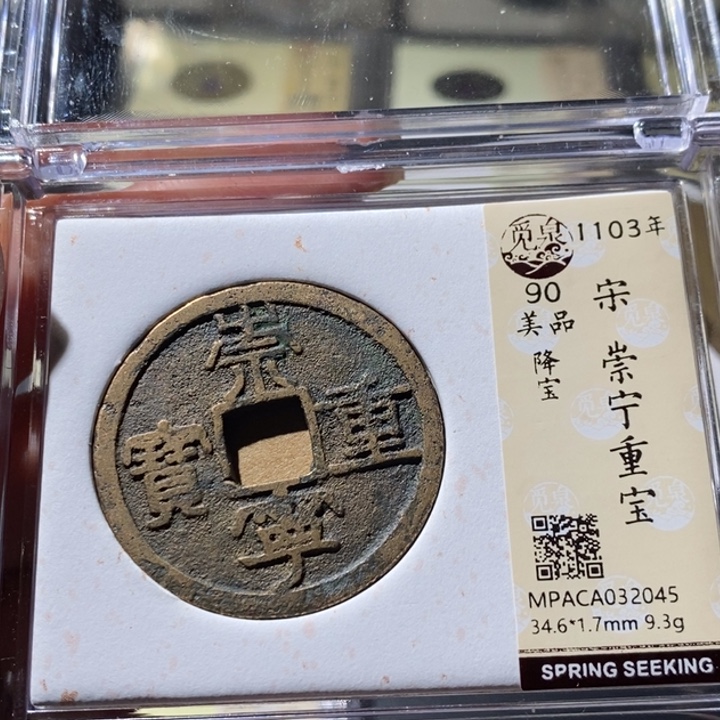 崇
重
寧
寶
觅泉
1103年
90
美品
降宝
宋 崇宁重宝
MPACA032045
34.6*1.7mm 9.3g
SPRING SEEKING